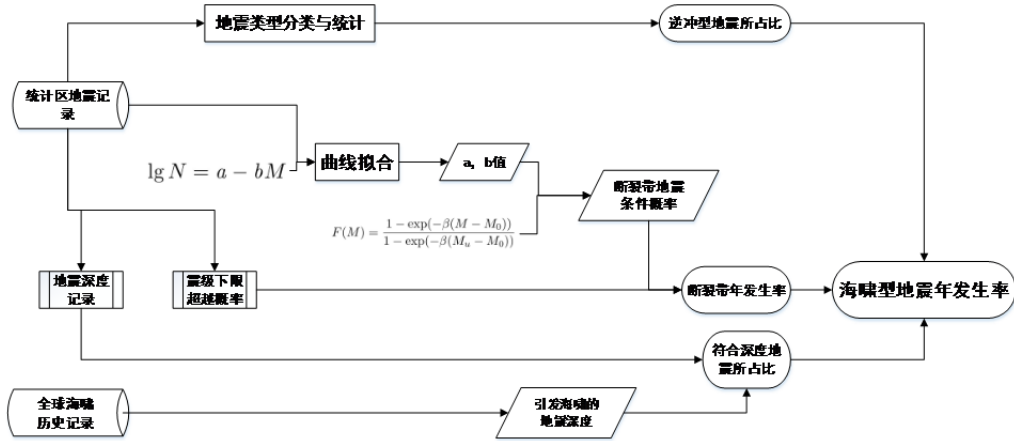 地震类型分类与统计
逆冲型地震所占比
统计区地震记
录
lg N = a − bM
曲线拟合
a，b值
断裂带地震
条件概率
F(M) = \frac{1 − exp(−β(M − M_0))}{1 − exp(−β(M_u − M_0))}
地震深度
记录
震级下限
超越概率
断裂带年发生率
海啸型地震年发生率
符合深度地
震所占比
全球海啸
历史记录
引发海啸的
地震深度